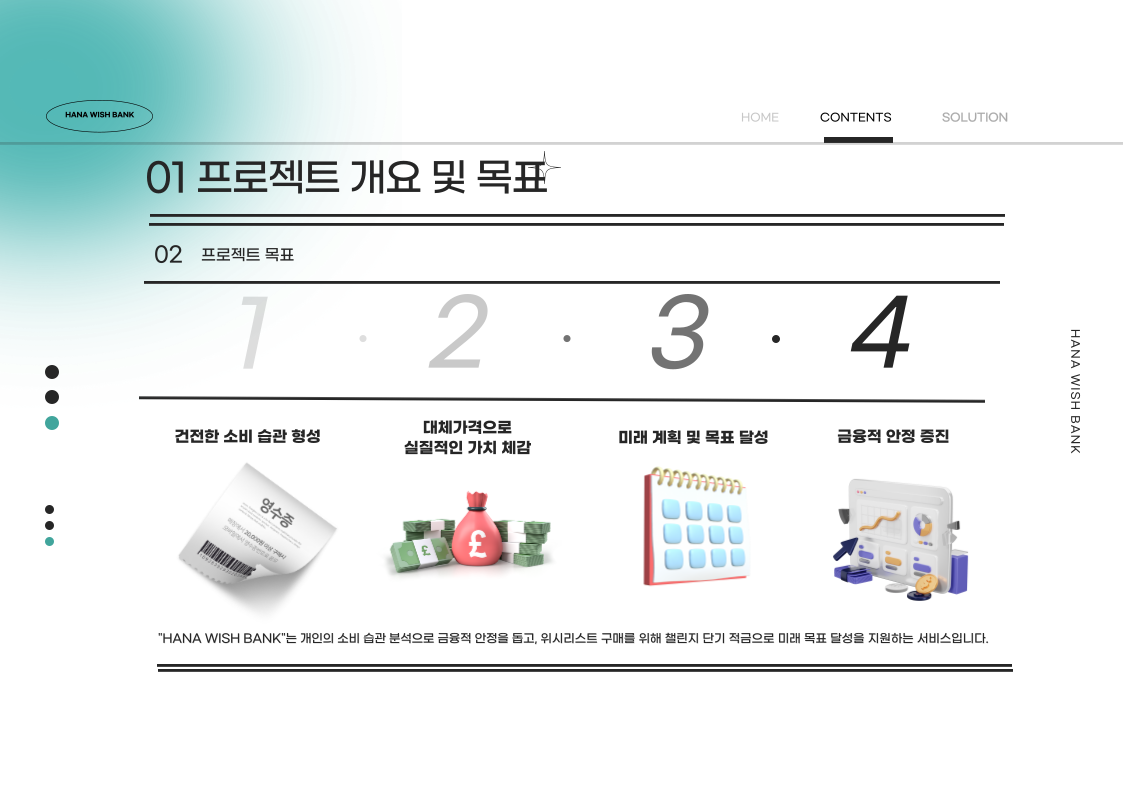 HANA WISH BANK
HOME
CONTENTS
SOLUTION
01 프로젝트 개요 및 목표
02 프로젝트 목표
1 · 2 · 3 · 4
건전한 소비 습관 형성
대체가격으로
실질적인 가치 체감
미래 계획 및 목표 달성
금융적 안정 증진
영수증
£
£
"HANA WISH BANK"는 개인의 소비 습관 분석으로 금융적 안정을 돕고, 위시리스트 구매를 위해 챌린지 단기 적금으로 미래 목표 달성을 지원하는 서비스입니다.
HANA WISH BANK